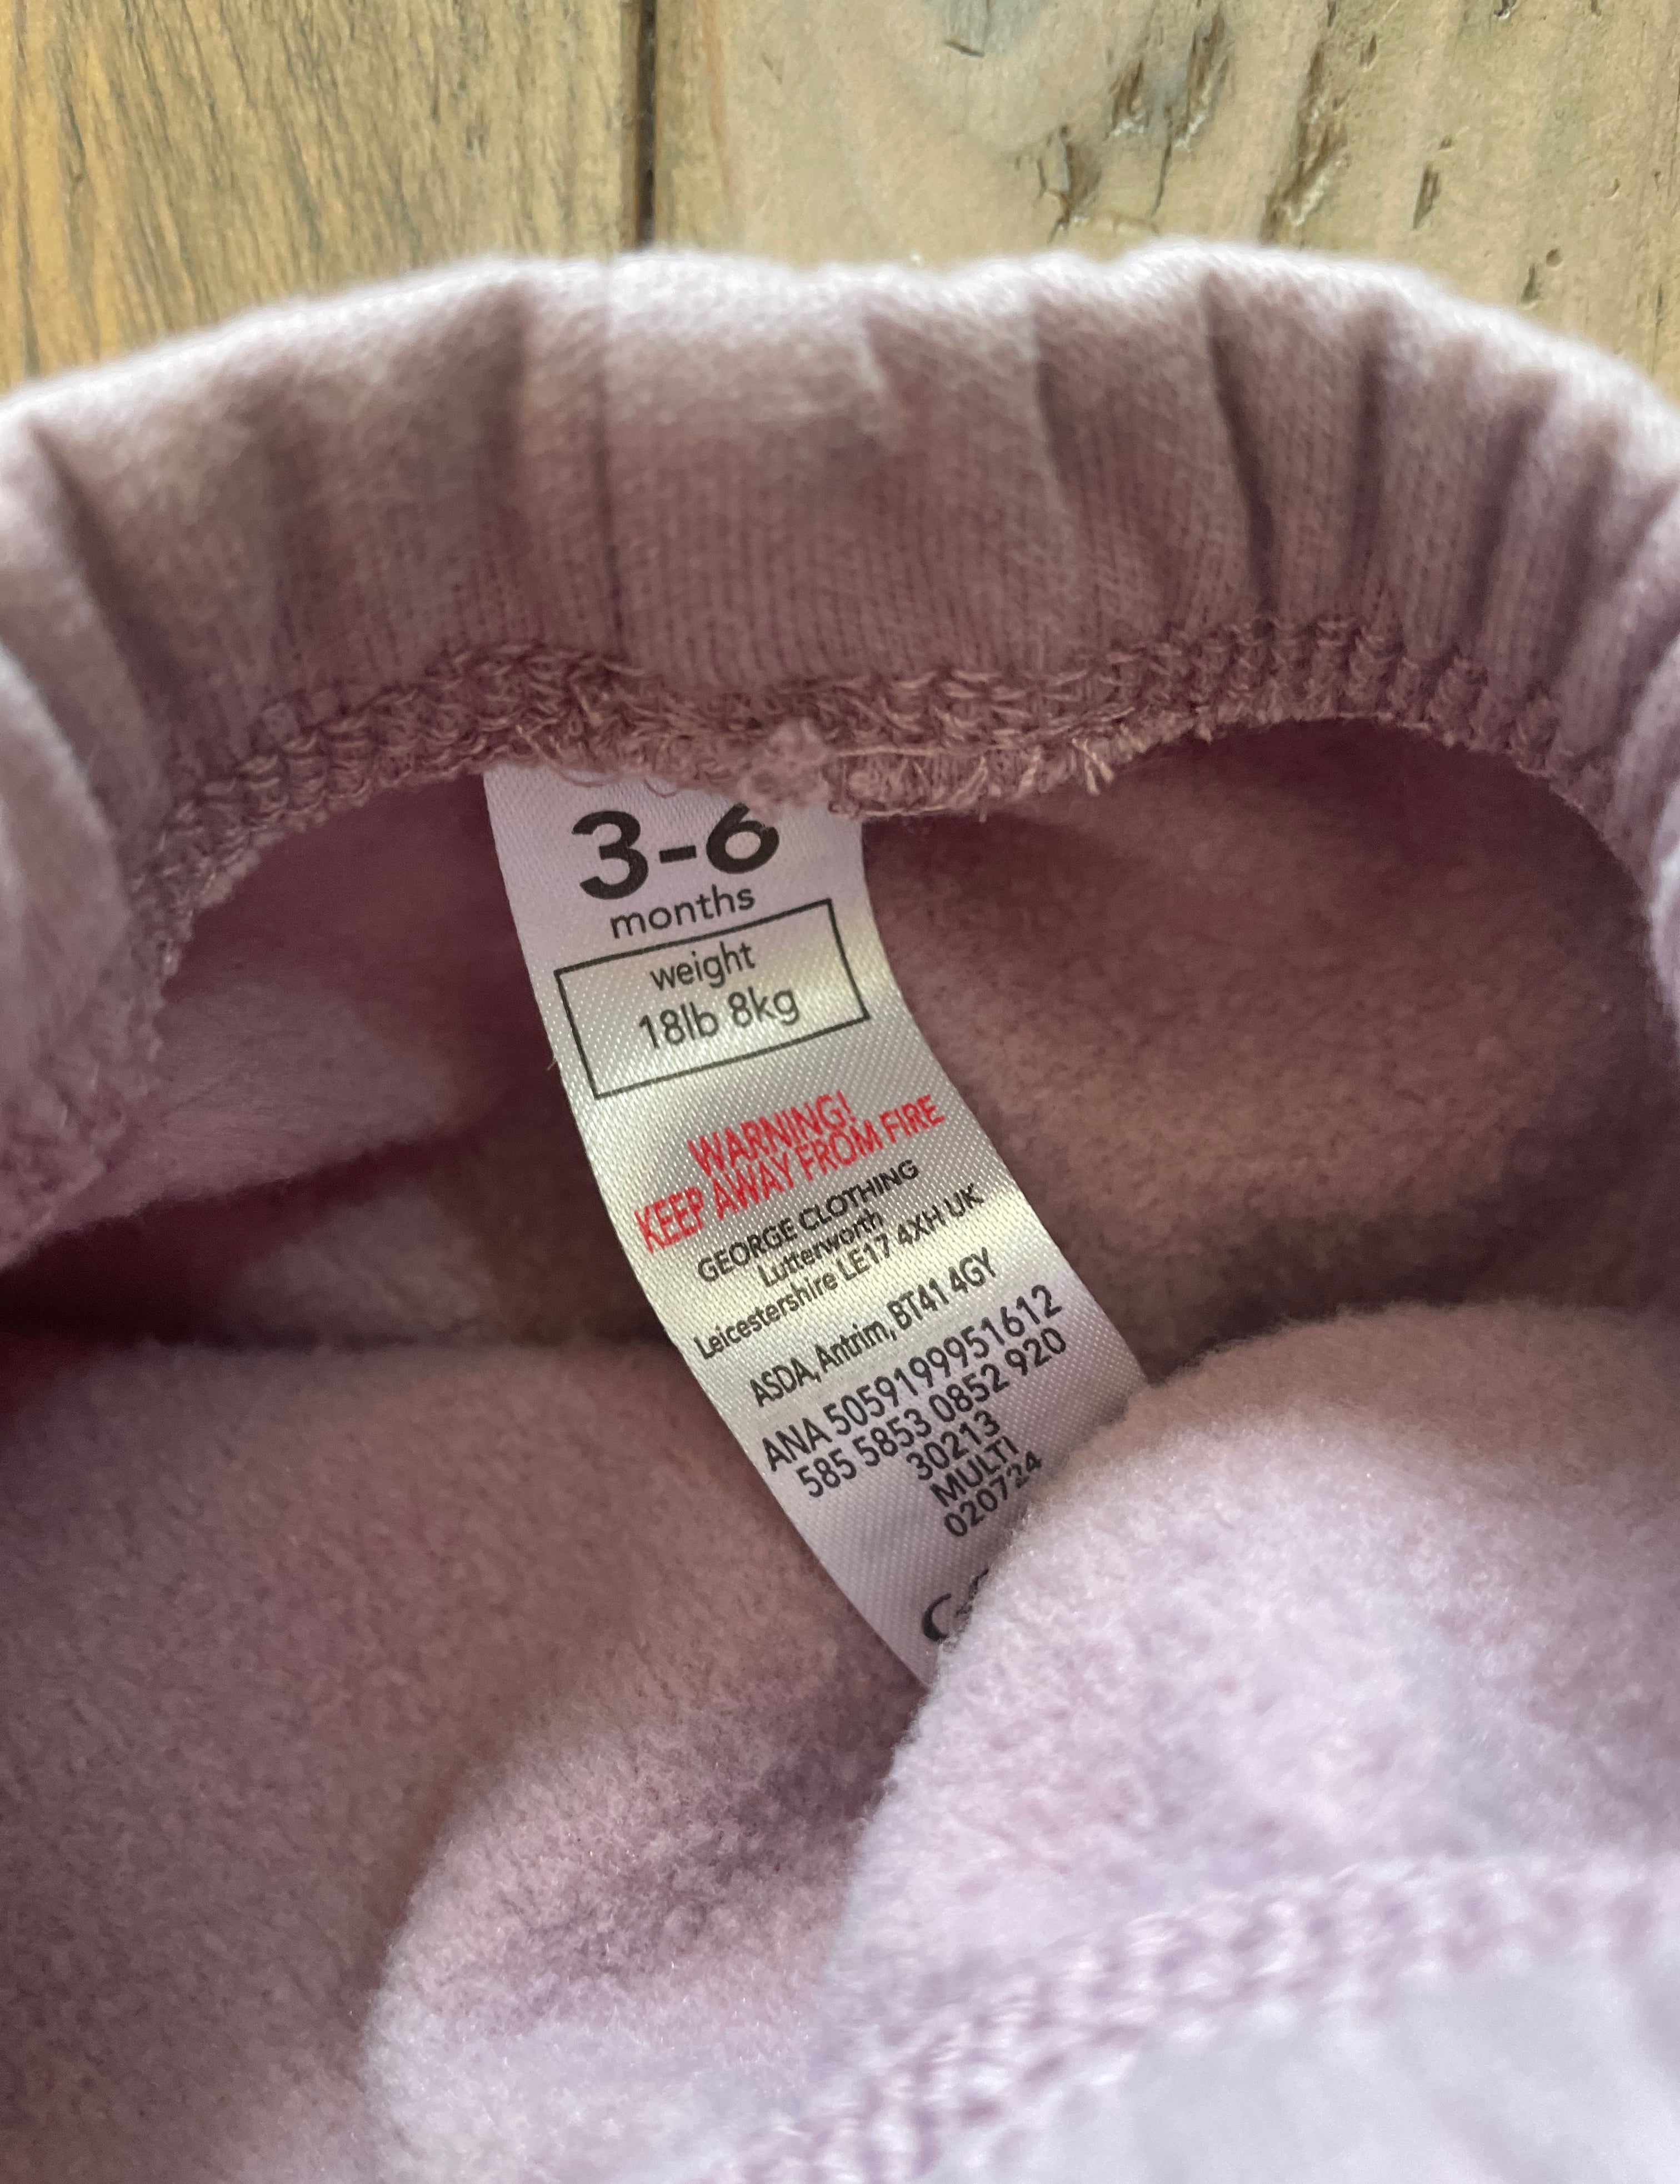 3-6
months
weight
18lb 8kg
WARNING!
KEEP AWAY FROM FIRE
GEORGE CLOTHING
Lutterworth
Leicestershire LE17 4XH UK
ASDA, Antrim, BT41 4GY
ANA 5059199951612
585 5853 0852 920
30213
MULTI
020724